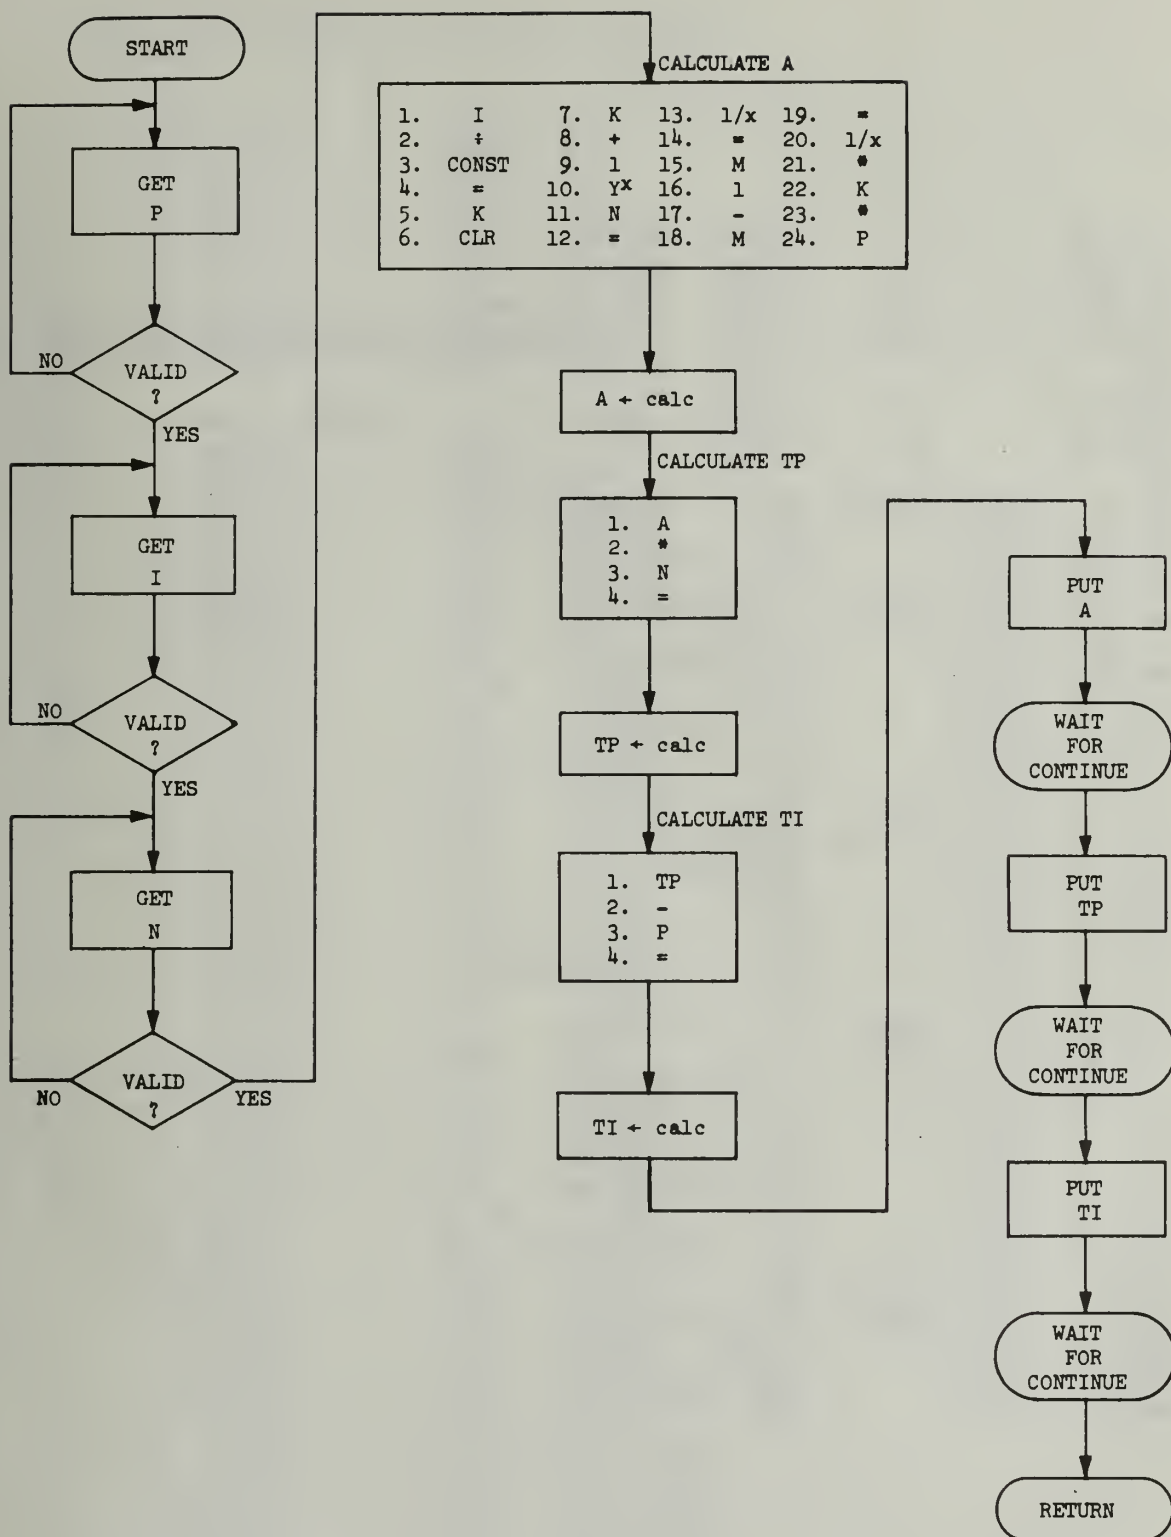 START
GET
P
NO
VALID
?
YES
GET
I
NO
VALID
?
YES
GET
N
NO
VALID
?
YES
CALCULATE A
1. I 7. K 13. 1/x 19. =
2. ÷ 8. + 14. = 20. 1/x
3. CONST 9. 1 15. M 21. *
4. = 10. Yx 16. 1 22. K
5. K 11. N 17. - 23. *
6. CLR 12. = 18. M 24. P
A ← calc
CALCULATE TP
1. A
2. *
3. N
4. =
TP ← calc
CALCULATE TI
1. TP
2. -
3. P
4. =
TI ← calc
PUT
A
WAIT
FOR
CONTINUE
PUT
TP
WAIT
FOR
CONTINUE
PUT
TI
WAIT
FOR
CONTINUE
RETURN